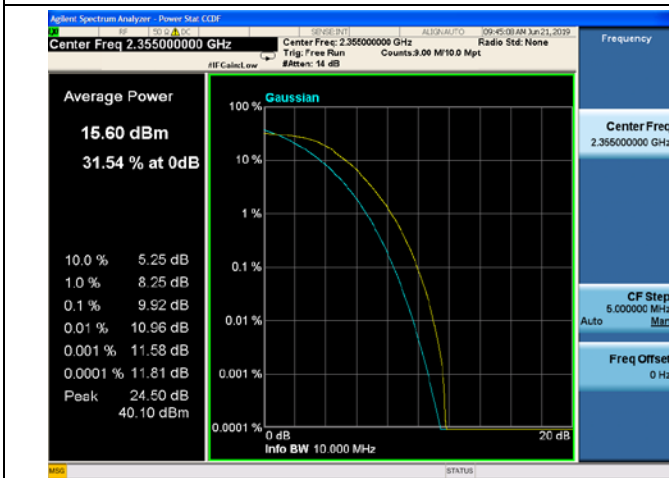 Agilent Spectrum Analyzer - Power Stat CCDF
RF 50 Ω DC SENSE:INT ALIGN AUTO 09:45:08 AM Jun 21, 2019
Center Freq 2.355000000 GHz
Center Freq: 2.355000000 GHz Radio Std: None
Trig: Free Run Counts:9.00 M/10.0 Mpt
#IFGain:Low #Atten: 14 dB
Frequency
Average Power
15.60 dBm
31.54 % at 0dB
10.0 % 5.25 dB
1.0 % 8.25 dB
0.1 % 9.92 dB
0.01 % 10.96 dB
0.001 % 11.58 dB
0.0001 % 11.81 dB
Peak 24.50 dB
40.10 dBm
Gaussian
100 %
10 %
1 %
0.1 %
0.01 %
0.001 %
0.0001 %
0 dB 20 dB
Info BW 10.000 MHz
Center Freq
2.355000000 GHz
CF Step
5.000000 MHz
Auto Man
Freq Offset
0 Hz
MSG STATUS